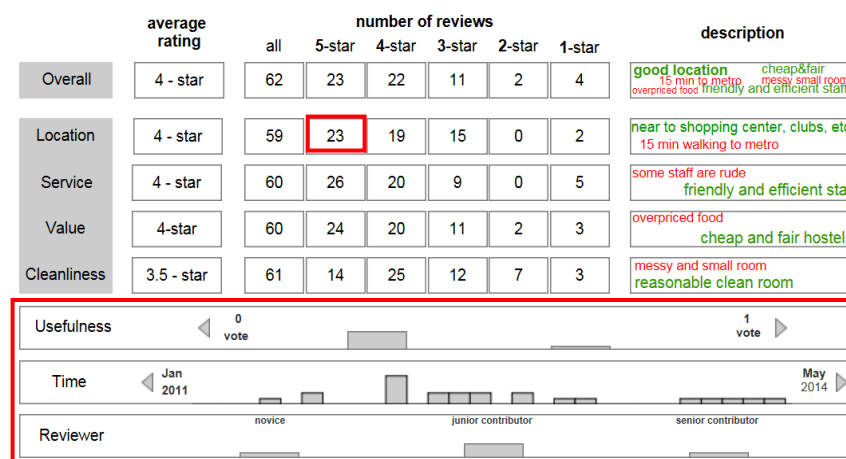 average rating number of reviews description
all 5-star 4-star 3-star 2-star 1-star
Overall 4 - star 62 23 22 11 2 4
good location cheap&fair
15 min to metro messy small room
overpriced food friendly and efficient staff
Location 4 - star 59 23 19 15 0 2
near to shopping center, clubs, etc
15 min walking to metro
Service 4 - star 60 26 20 9 0 5
some staff are rude
friendly and efficient sta
Value 4-star 60 24 20 11 2 3
overpriced food
cheap and fair hostel
Cleanliness 3.5 - star 61 14 25 12 7 3
messy and small room
reasonable clean room
Usefulness 0 vote 1 vote
Time Jan 2011 May 2014
novice junior contributor senior contributor
Reviewer